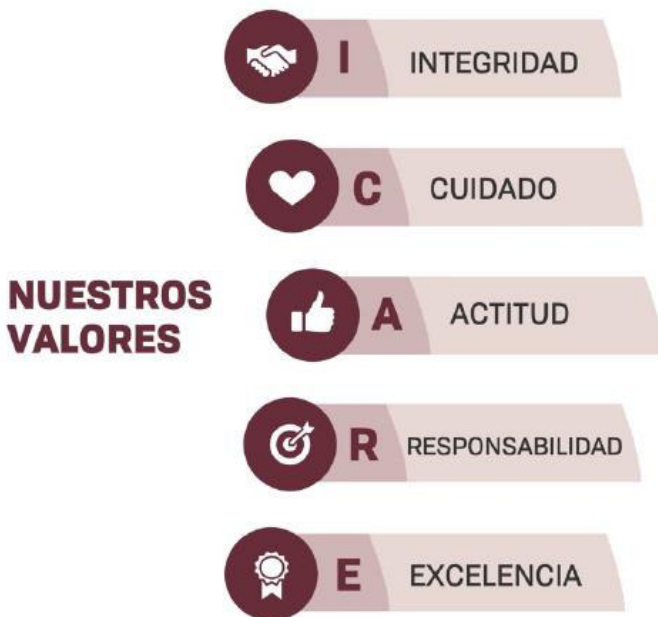 I INTEGRIDAD
C CUIDADO
NUESTROS
VALORES
A ACTITUD
R RESPONSABILIDAD
E EXCELENCIA